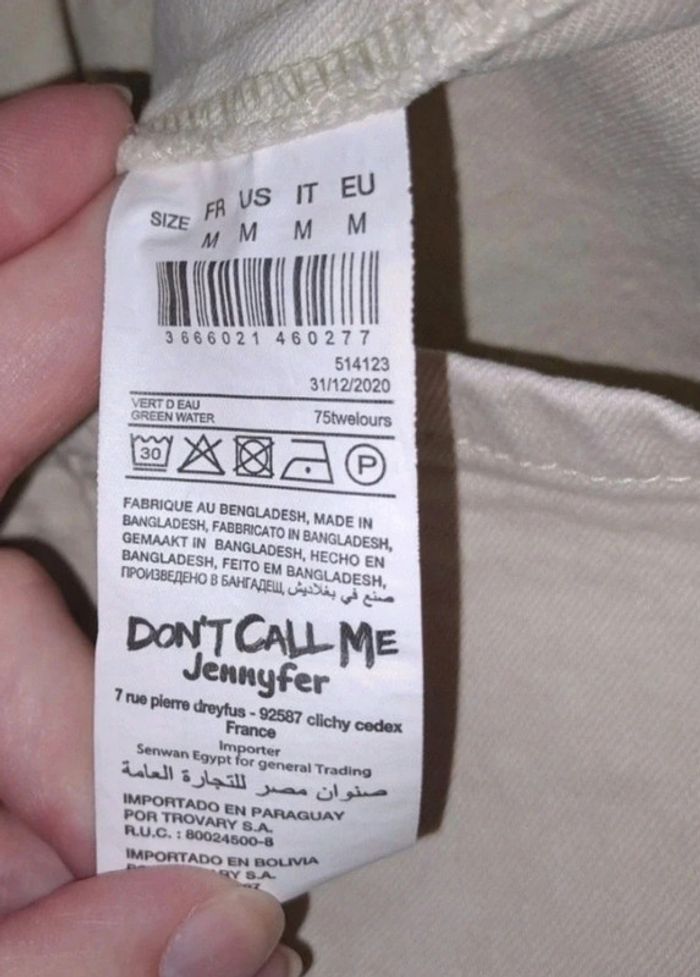 SIZE FR US IT EU
M M M M
3666021 460277
514123
31/12/2020
VERT D EAU
GREEN WATER 75twelours
30 P
FABRIQUE AU BENGLADESH, MADE IN
BANGLADESH, FABBRICATO IN BANGLADESH,
GEMAAKT IN BANGLADESH, HECHO EN
BANGLADESH, FEITO EM BANGLADESH,
ПРОИЗВЕДЕНО В БАНГАДЕЩ, صنع في بغلاديش
DON'T CALL ME
Jennyfer
7 rue pierre dreyfus - 92587 clichy cedex
France
Importer
Senwan Egypt for general Trading
صنوان مصر للتجارة العامة
IMPORTADO EN PARAGUAY
POR TROVARY S.A.
R.U.C. : 80024500-8
IMPORTADO EN BOLIVIA
S.A.